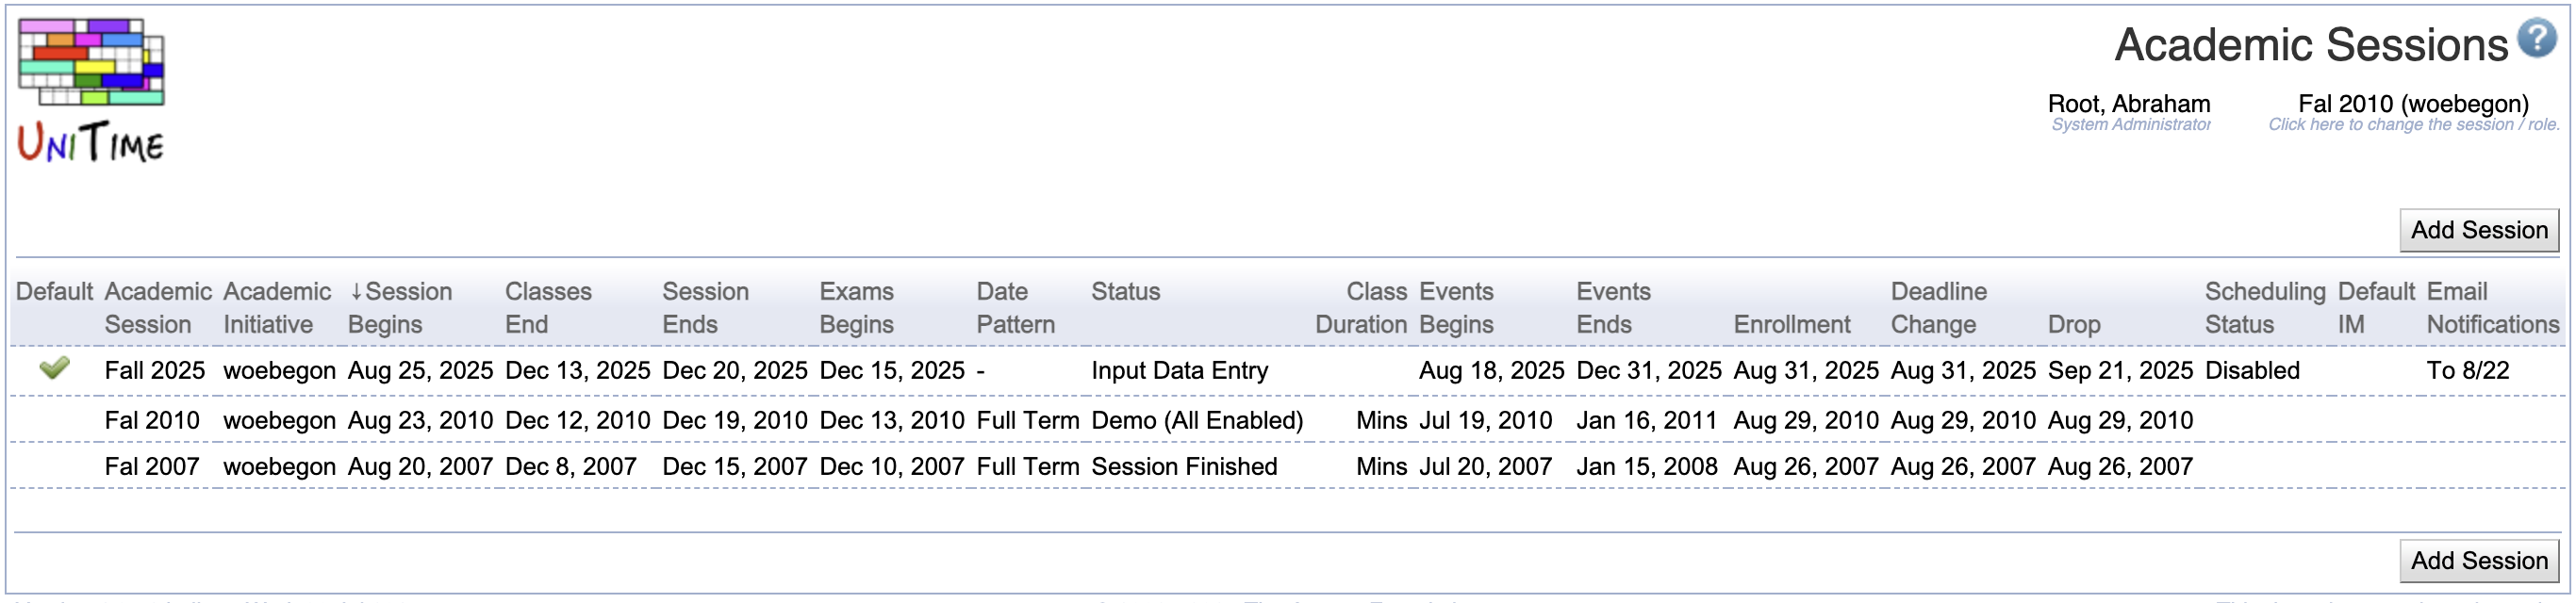 UniTime
Academic Sessions
?
Root, Abraham Fal 2010 (woebegon)
System Administrator Click here to change the session / role.
Add Session
Default Academic Academic ↓Session Classes Session Exams Date Status Class Events Events Deadline Scheduling Default Email
Session Initiative Begins End Ends Begins Pattern Duration Begins Ends Enrollment Change Drop Status IM Notifications
Fall 2025 woebegon Aug 25, 2025 Dec 13, 2025 Dec 20, 2025 Dec 15, 2025 - Input Data Entry Aug 18, 2025 Dec 31, 2025 Aug 31, 2025 Aug 31, 2025 Sep 21, 2025 Disabled To 8/22
Fal 2010 woebegon Aug 23, 2010 Dec 12, 2010 Dec 19, 2010 Dec 13, 2010 Full Term Demo (All Enabled) Mins Jul 19, 2010 Jan 16, 2011 Aug 29, 2010 Aug 29, 2010 Aug 29, 2010
Fal 2007 woebegon Aug 20, 2007 Dec 8, 2007 Dec 15, 2007 Dec 10, 2007 Full Term Session Finished Mins Jul 20, 2007 Jan 15, 2008 Aug 26, 2007 Aug 26, 2007 Aug 26, 2007
Add Session